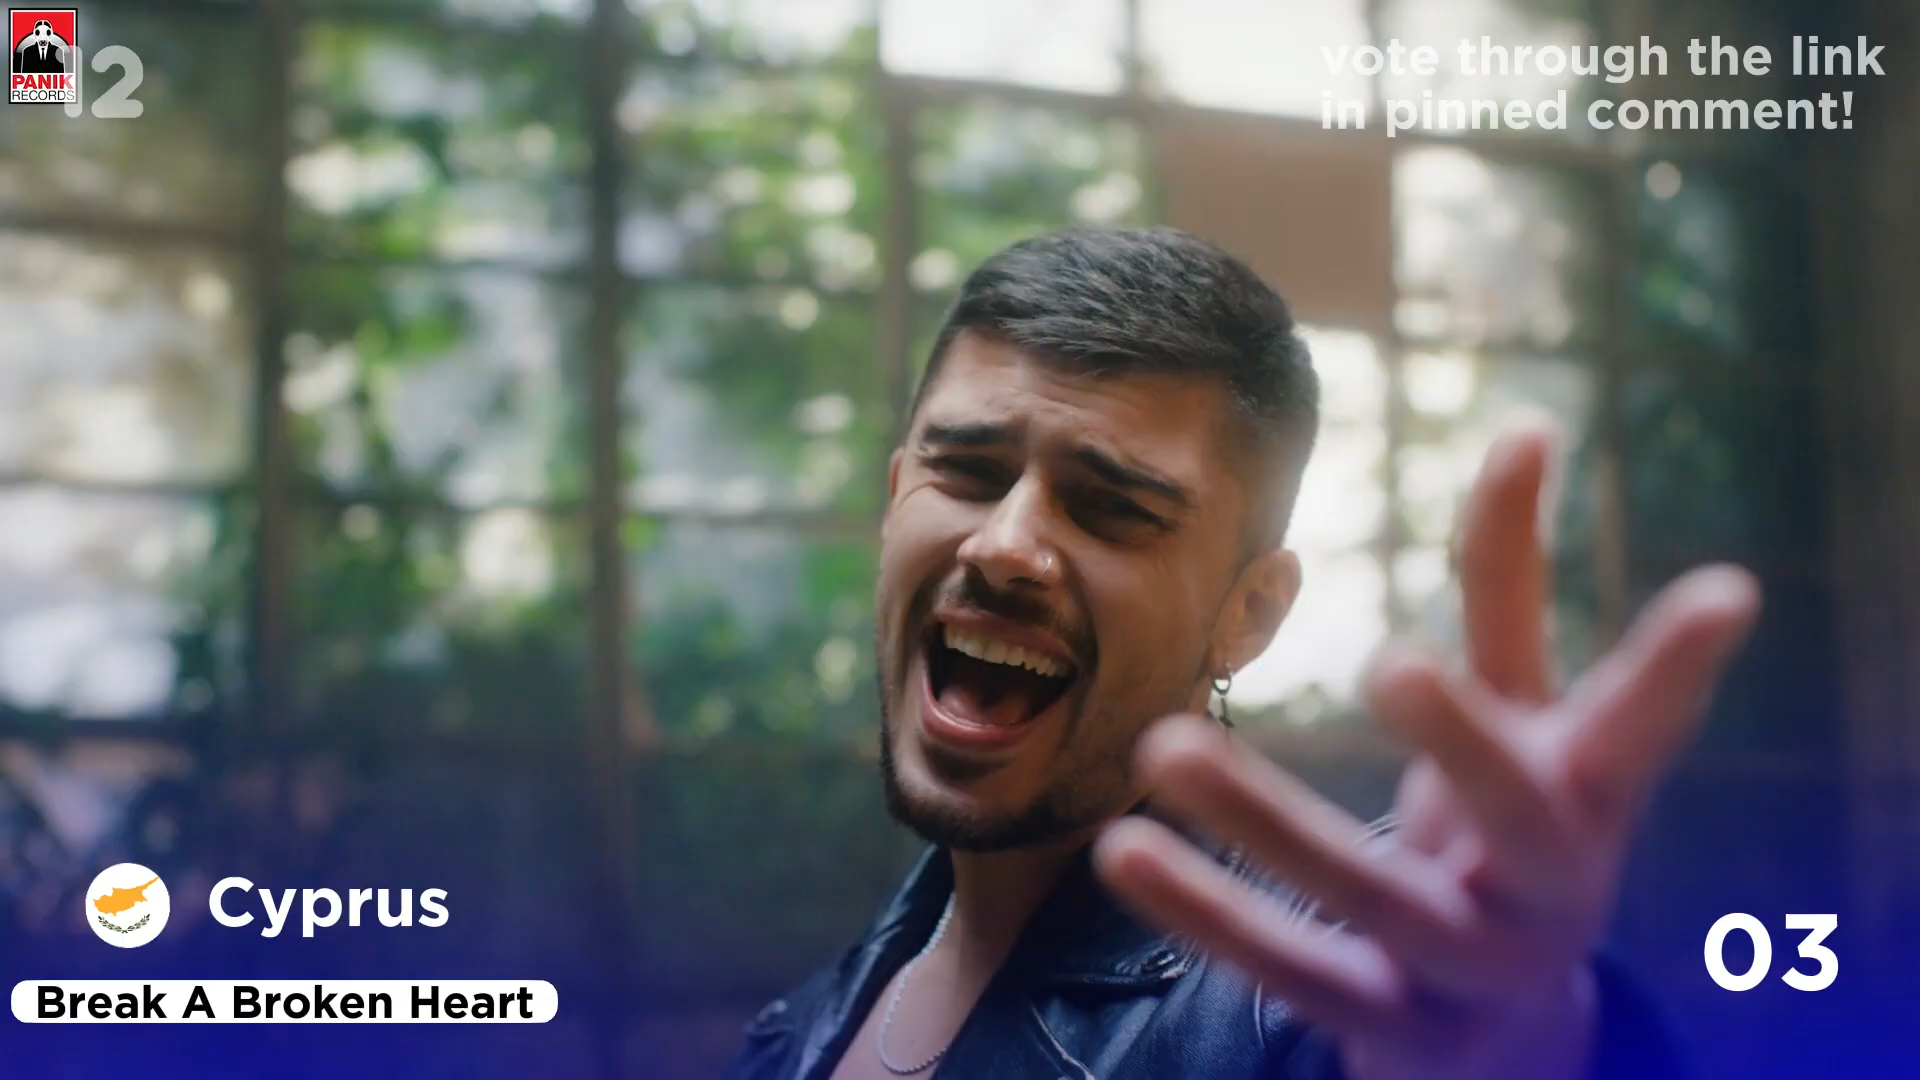 PANIK
RECORDS
12
vote through the link
in pinned comment!
Cyprus
Break A Broken Heart
03